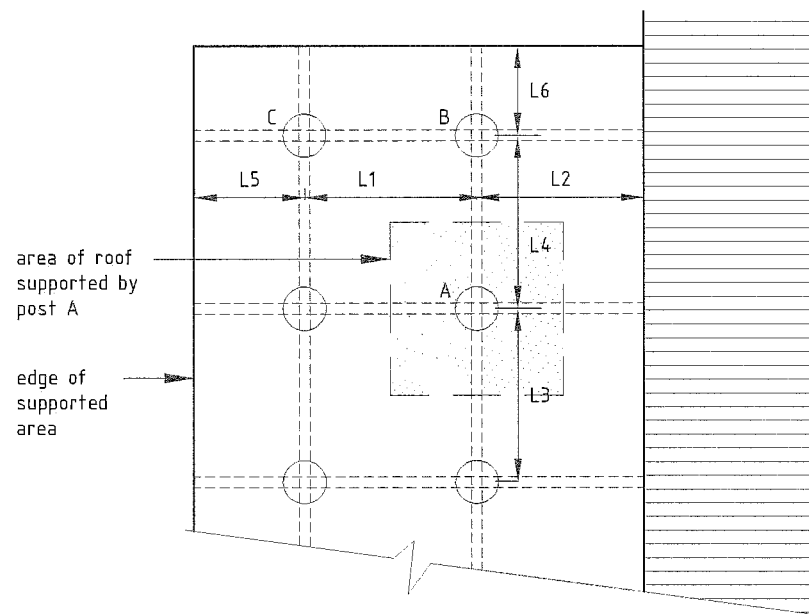 L6
C
B
L5
L1
L2
L4
area of roof
supported by
post A
A
edge of
supported
area
L3